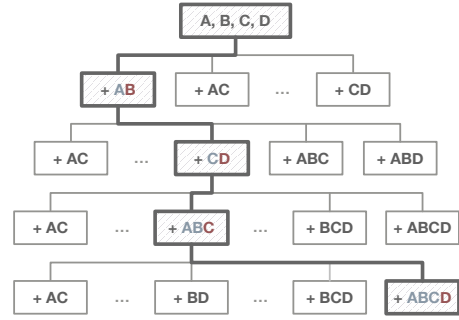 A, B, C, D
+ AB + AC ... + CD
+ AC ... + CD + ABC + ABD
+ AC ... + ABC ... + BCD + ABCD
+ AC ... + BD ... + BCD + ABCD